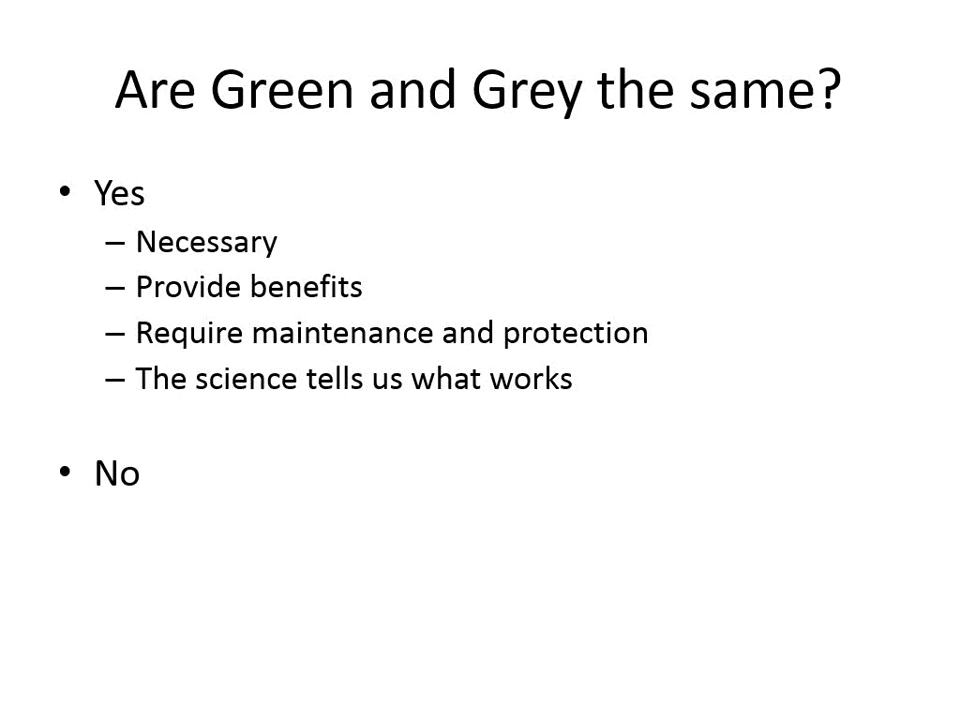 Are Green and Grey the same?
• Yes
– Necessary
– Provide benefits
– Require maintenance and protection
– The science tells us what works
• No